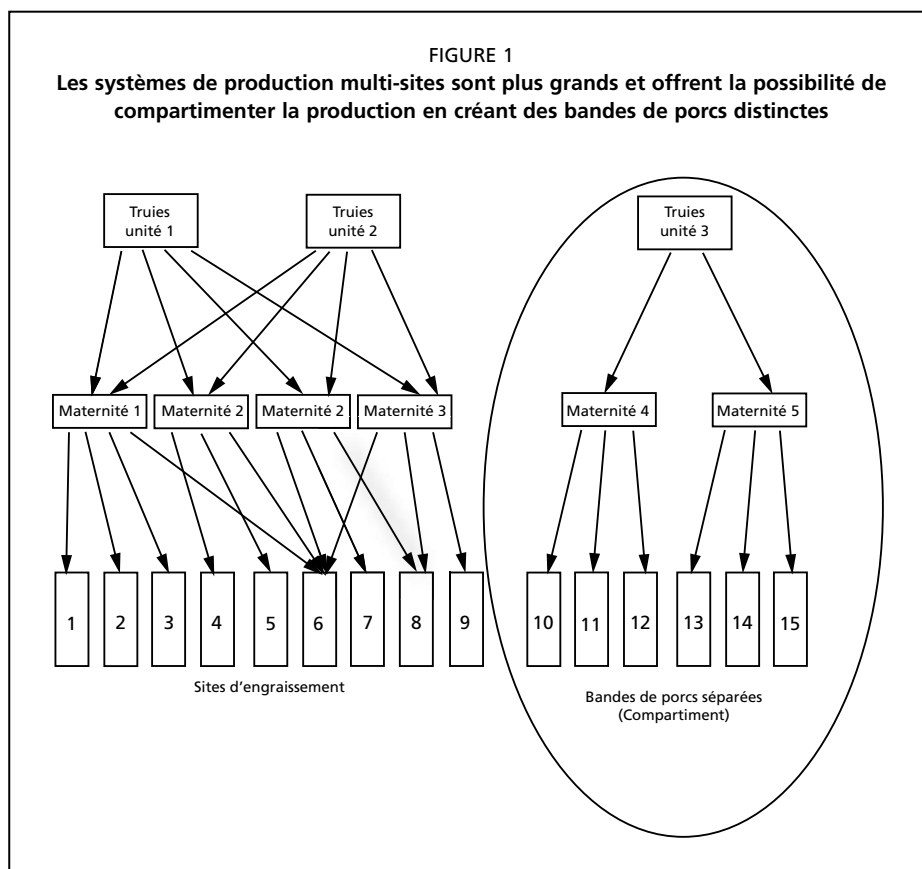 FIGURE 1
Les systèmes de production multi-sites sont plus grands et offrent la possibilité de
compartimenter la production en créant des bandes de porcs distinctes
Truies
unité 1
Truies
unité 2
Truies
unité 3
Maternité 1
Maternité 2
Maternité 2
Maternité 3
Maternité 4
Maternité 5
1
2
3
4
5
6
7
8
9
10
11
12
13
14
15
Sites d'engraissement
Bandes de porcs séparées
(Compartiment)